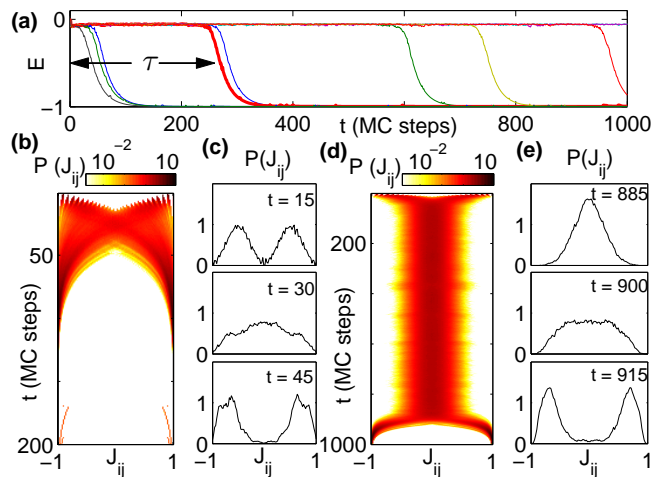 (a)
0
E
−1
τ
0 200 400 600 800 1000
t (MC steps)
(b)
P (J_ij)
10^−2 10
t (MC steps)
50
200
−1 J_ij 1
(c)
P(J_ij)
t = 15
1
0
t = 30
1
0
t = 45
1
0
−1 J_ij 1
(d)
P (J_ij)
10^−2 10
t (MC steps)
200
1000
−1 J_ij 1
(e)
P(J_ij)
t = 885
1
0
t = 900
1
0
t = 915
1
0
−1 J_ij 1